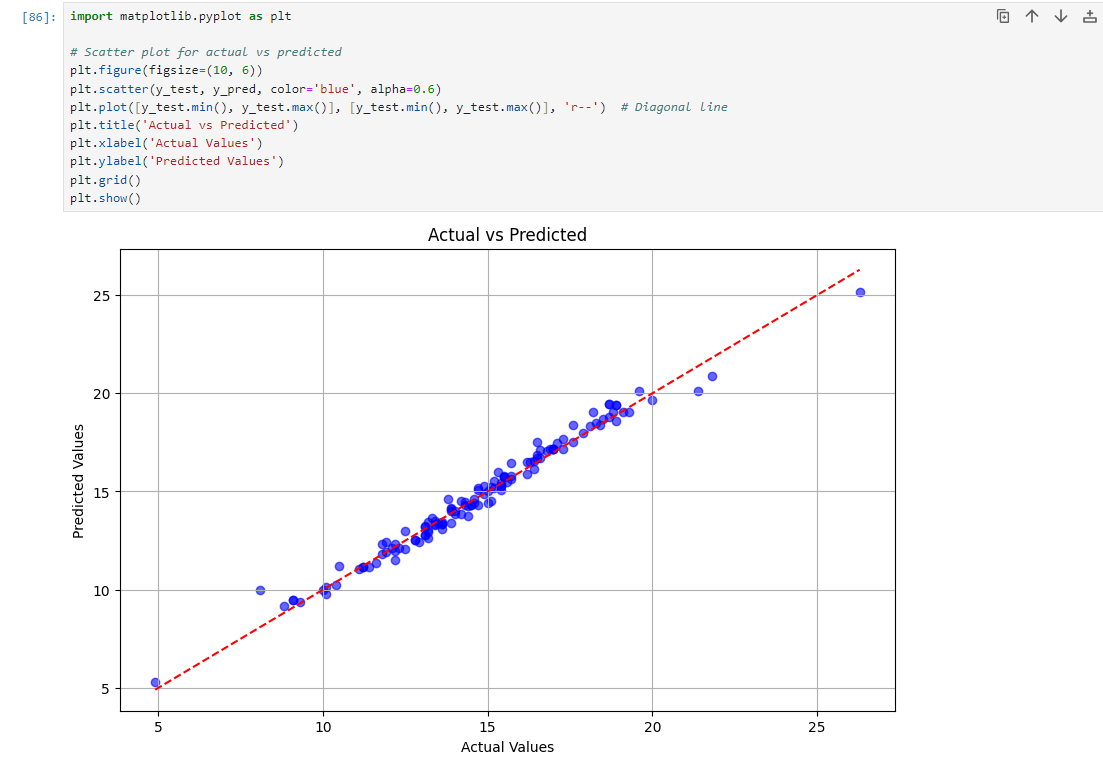 [86]: import matplotlib.pyplot as plt
# Scatter plot for actual vs predicted
plt.figure(figsize=(10, 6))
plt.scatter(y_test, y_pred, color='blue', alpha=0.6)
plt.plot([y_test.min(), y_test.max()], [y_test.min(), y_test.max()], 'r--')  # Diagonal line
plt.title('Actual vs Predicted')
plt.xlabel('Actual Values')
plt.ylabel('Predicted Values')
plt.grid()
plt.show()
Actual vs Predicted
25
20
15
10
5
Predicted Values
5 10 15 20 25
Actual Values